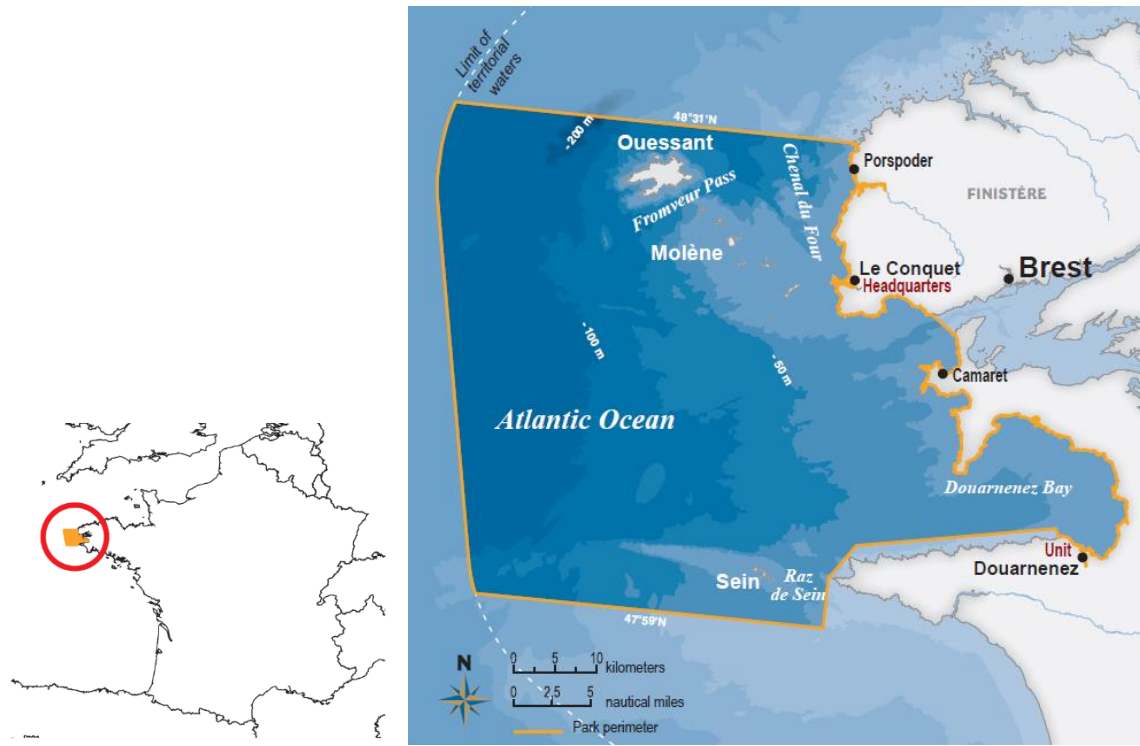 Limit of
territorial
waters
- 200 m
48°31'N
Ouessant
Fromveur Pass
Chenal du Four
Porspoder
FINISTÈRE
Molène
Le Conquet
Headquarters
Brest
- 100 m
- 50 m
Camaret
Atlantic Ocean
Douarnenez Bay
Unit
Douarnenez
Sein
Raz
de Sein
47°59'N
N
0 5 10
kilometers
0 2,5 5
nautical miles
Park perimeter